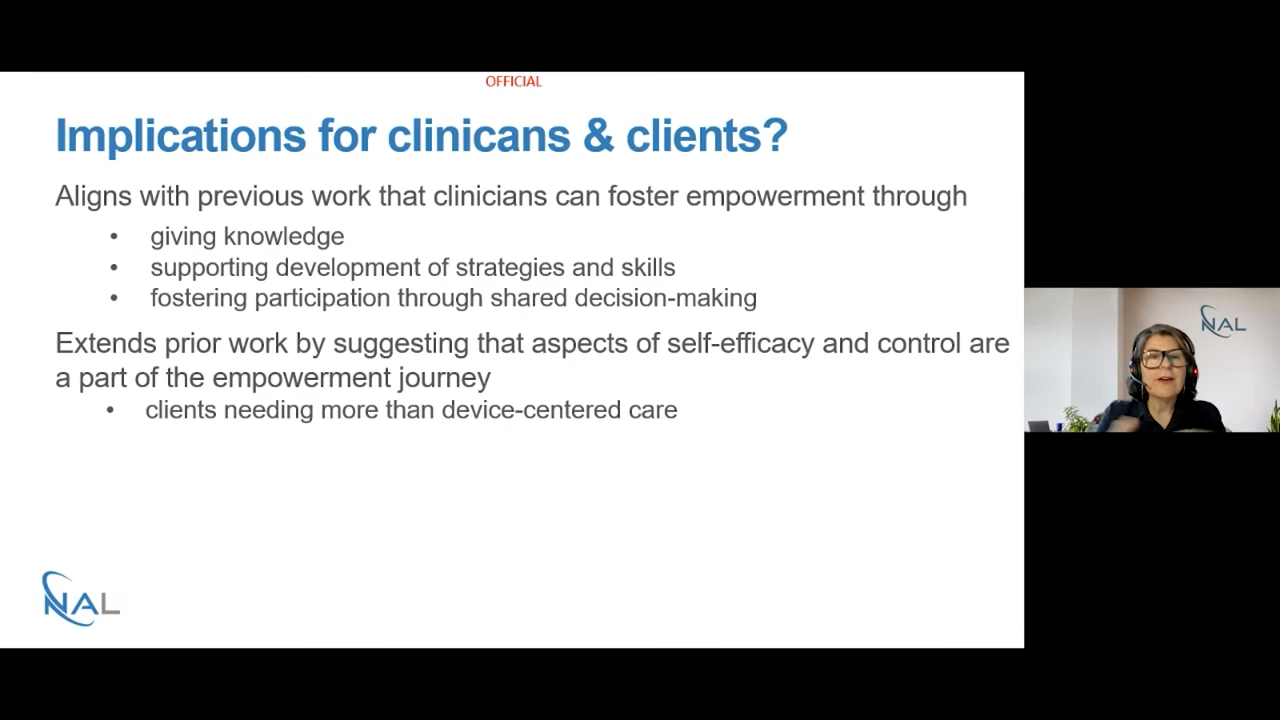 OFFICIAL
Implications for clinicans & clients?
Aligns with previous work that clinicians can foster empowerment through
• giving knowledge
• supporting development of strategies and skills
• fostering participation through shared decision-making
Extends prior work by suggesting that aspects of self-efficacy and control are
a part of the empowerment journey
• clients needing more than device-centered care
NAL
NAL